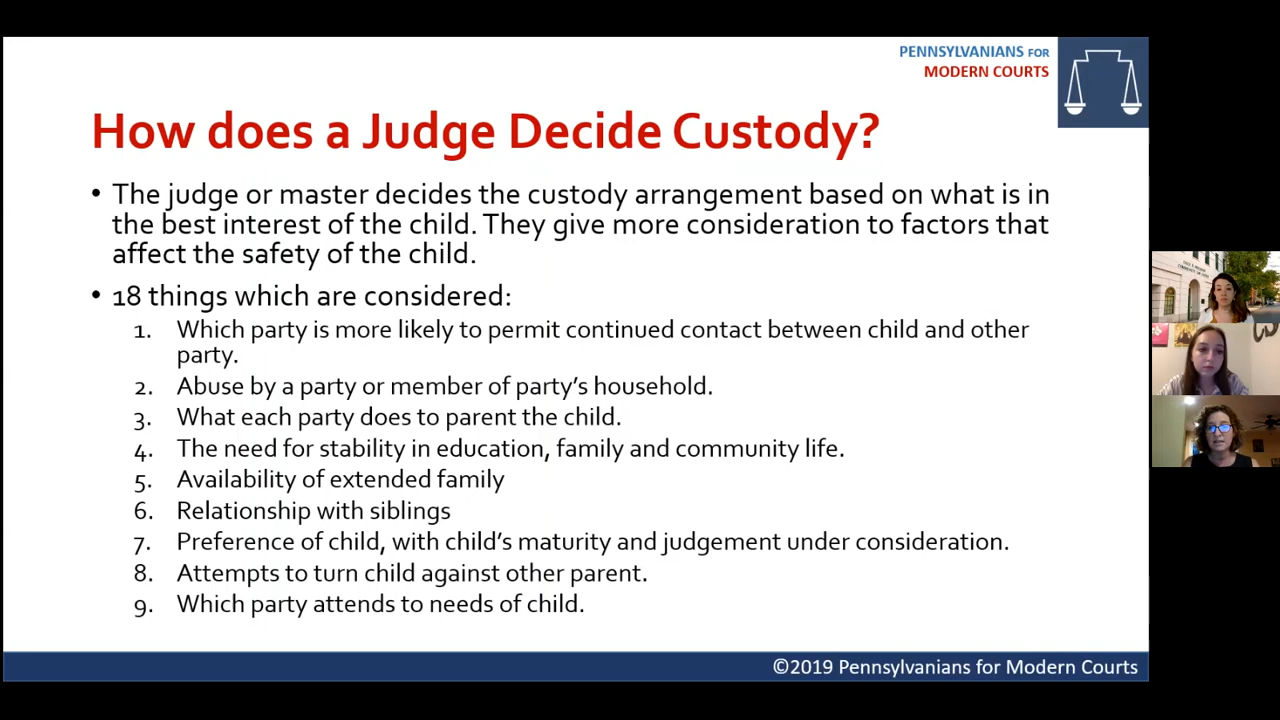 PENNSYLVANIANS FOR
MODERN COURTS
How does a Judge Decide Custody?
• The judge or master decides the custody arrangement based on what is in
the best interest of the child. They give more consideration to factors that
affect the safety of the child.
• 18 things which are considered:
1. Which party is more likely to permit continued contact between child and other
party.
2. Abuse by a party or member of party's household.
3. What each party does to parent the child.
4. The need for stability in education, family and community life.
5. Availability of extended family
6. Relationship with siblings
7. Preference of child, with child's maturity and judgement under consideration.
8. Attempts to turn child against other parent.
9. Which party attends to needs of child.
©2019 Pennsylvanians for Modern Courts